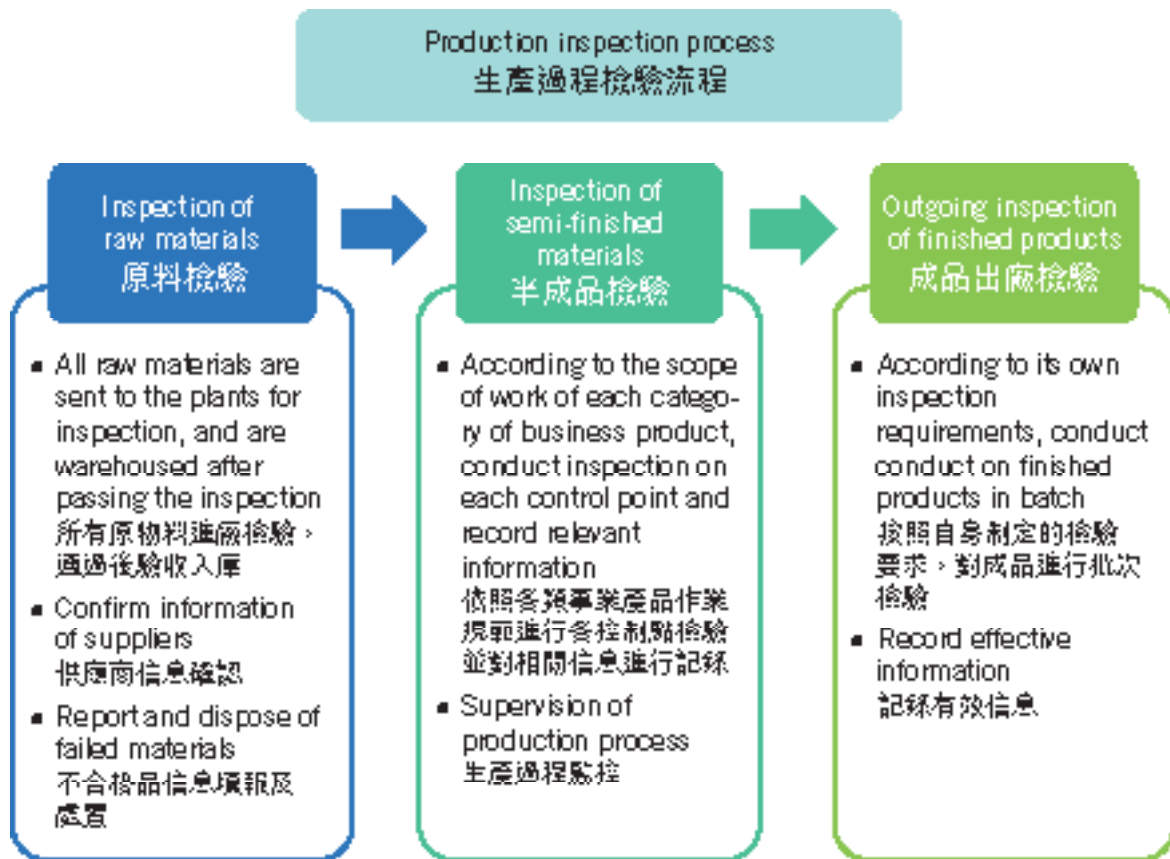 Production inspection process
生產過程檢驗流程
Inspection of
raw materials
原料檢驗
▪ All raw materials are
sent to the plants for
inspection, and are
warehoused after
passing the inspection
所有原物料進廠檢驗，
通過後驗收入庫
▪ Confirm information
of suppliers
供應商信息確認
▪ Report and dispose of
failed materials
不合格品信息填報及
處置
Inspection of
semi-finished
materials
半成品檢驗
▪ According to the scope
of work of each catego-
ry of business product,
conduct inspection on
each control point and
record relevant
information
依照各類事業產品作業
規範進行各控制點檢驗
並對相關信息進行記錄
▪ Supervision of
production process
生產過程監控
Outgoing inspection
of finished products
成品出廠檢驗
▪ According to its own
inspection
requirements, conduct
conduct on finished
products in batch
按照自身制定的檢驗
要求，對成品進行批次
檢驗
▪ Record effective
information
記錄有效信息